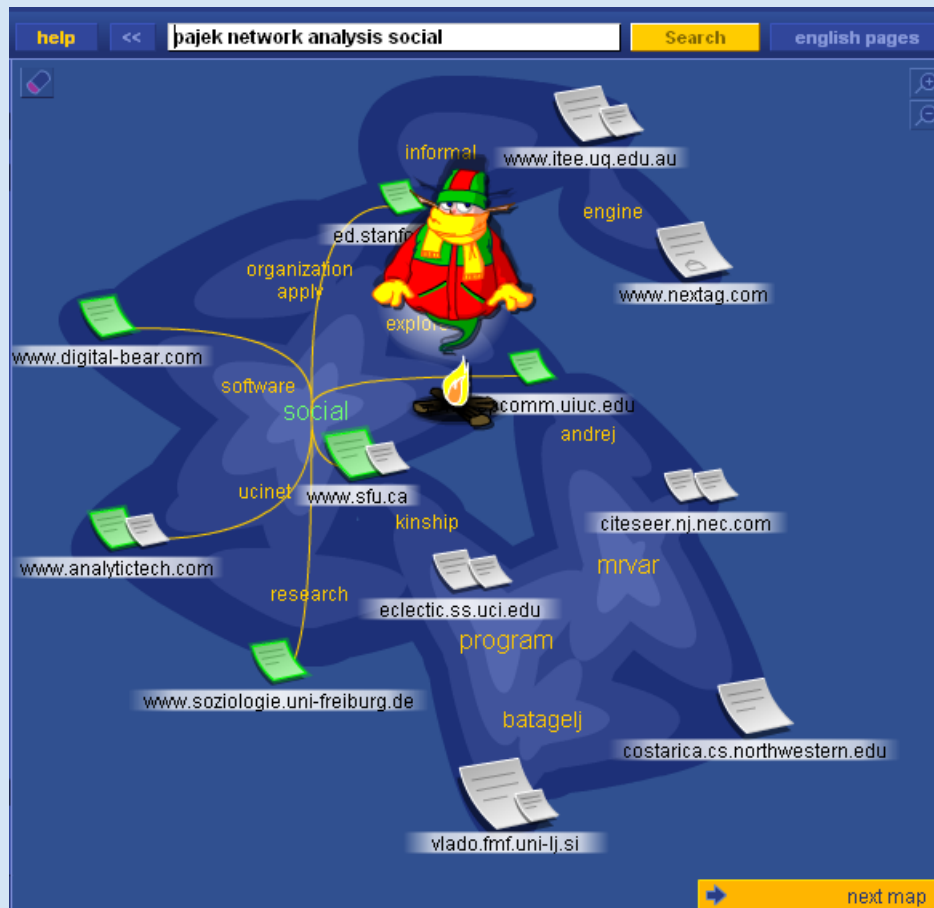 help
<<
pajek network analysis social
Search
english pages
informal
www.itee.uq.edu.au
engine
ed.stanfo
organization
apply
www.nextag.com
explore
www.digital-bear.com
software
social
comm.uiuc.edu
andrej
ucinet
www.sfu.ca
kinship
citeseer.nj.nec.com
www.analytictech.com
mrvar
research
eclectic.ss.uci.edu
program
www.soziologie.uni-freiburg.de
batagelj
costarica.cs.northwestern.edu
vlado.fmf.uni-lj.si
next map